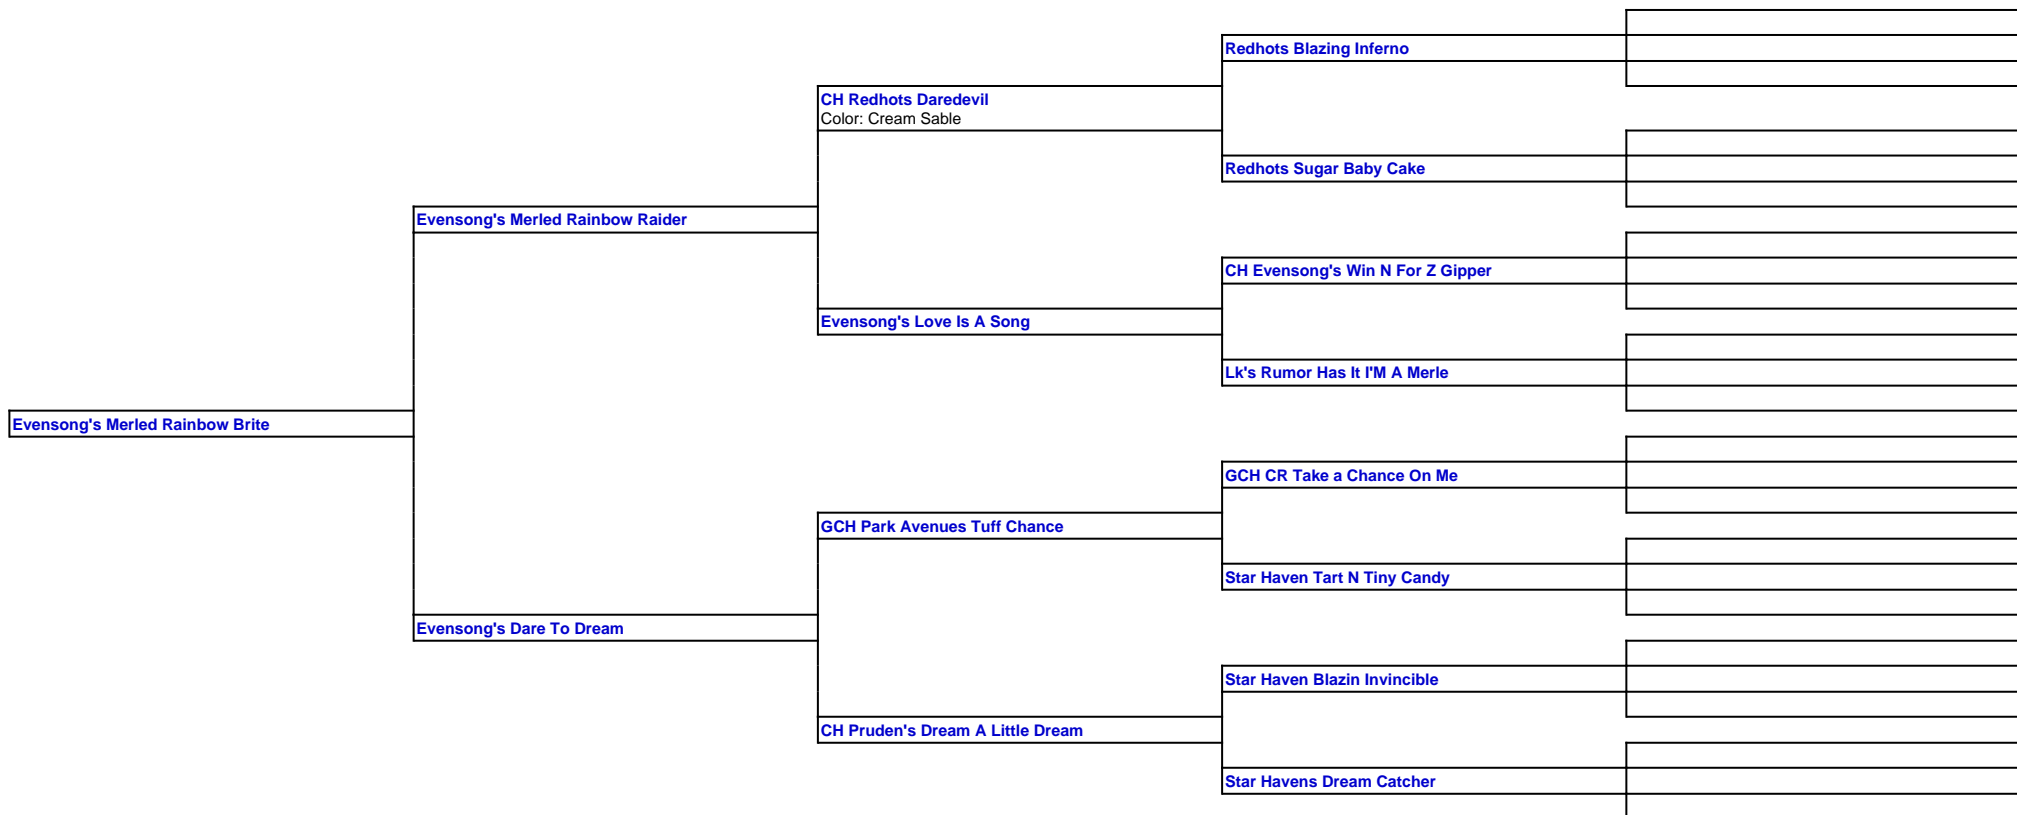 Redhots Blazing Inferno
CH Redhots Daredevil
Color: Cream Sable
Redhots Sugar Baby Cake
Evensong's Merled Rainbow Raider
CH Evensong's Win N For Z Gipper
Evensong's Love Is A Song
Lk's Rumor Has It I'M A Merle
Evensong's Merled Rainbow Brite
GCH CR Take a Chance On Me
GCH Park Avenues Tuff Chance
Star Haven Tart N Tiny Candy
Evensong's Dare To Dream
Star Haven Blazin Invincible
CH Pruden's Dream A Little Dream
Star Havens Dream Catcher